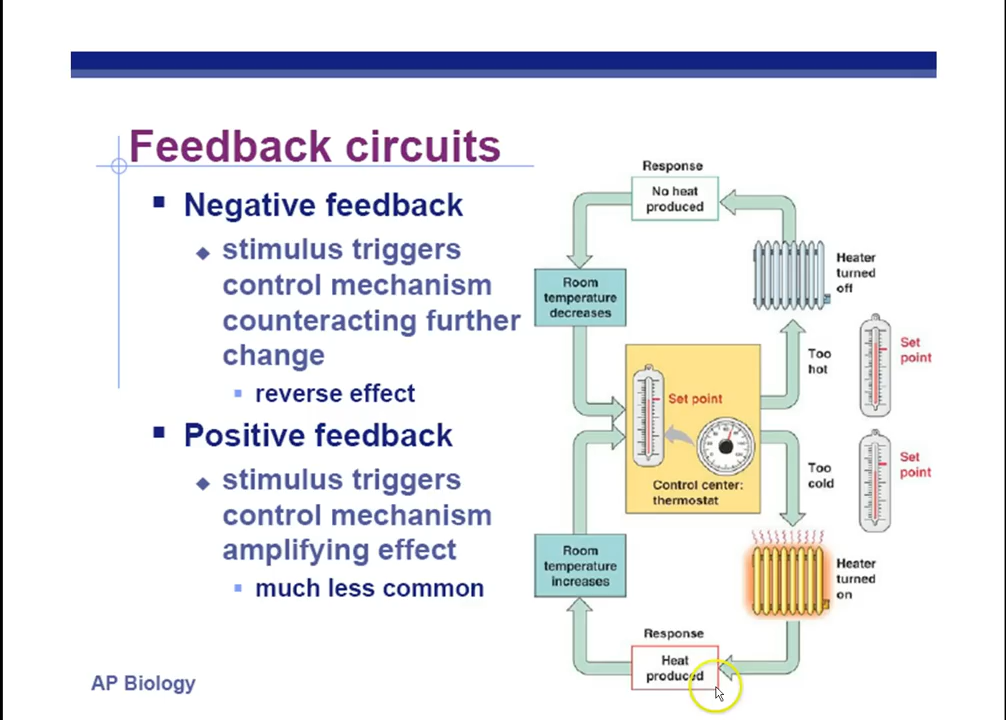 Feedback circuits
Negative feedback
stimulus triggers
control mechanism
counteracting further
change
reverse effect
Positive feedback
stimulus triggers
control mechanism
amplifying effect
much less common
AP Biology
Response
No heat
produced
Heater
turned
off
Room
temperature
decreases
Too
hot
Set
point
Set point
Control center:
thermostat
Too
cold
Set
point
Room
temperature
increases
Heater
turned
on
Response
Heat
produced